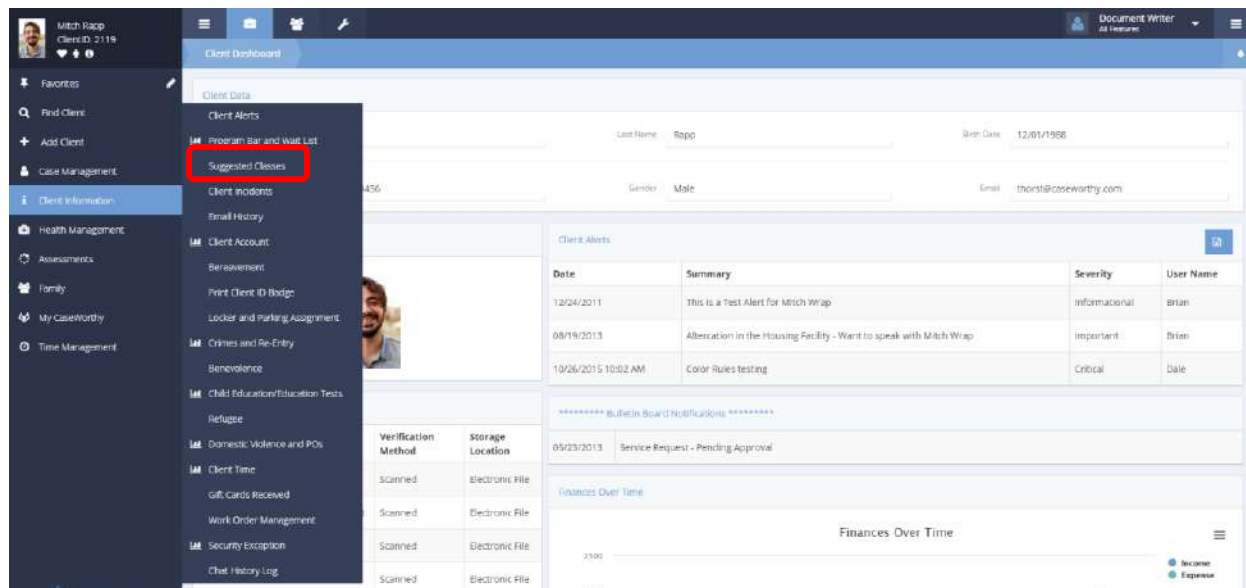 Mitch Rapp
ClientID: 2119
Document Writer
All Features
Client Dashboard
Favorites
Find Client
Add Client
Case Management
Client Information
Health Management
Assessments
Family
My CaseWorthy
Time Management
Client Alerts
Program Bar and Wait List
Suggested Classes
Client Incidents
Email History
Client Account
Bereavement
Print Client ID Badge
Locker and Parking Assignment
Crimes and Re-Entry
Benevolence
Child Education/Education Tests
Refugee
Domestic Violence and POs
Client Time
Gift Cards Received
Work Order Management
Security Exception
Chat History Log
Client Data
Last Name Rapp Birth Date 12/01/1988
456 Gender Male Email thorst@caseworthy.com
Client Alerts
Date Summary Severity User Name
12/24/2011 This is a Test Alert for Mitch Wrap Informational Brian
08/19/2013 Altercation in the Housing Facility - Want to speak with Mitch Wrap Important Brian
10/26/2015 10:02 AM Color Rules testing Critical Dale
********* Bulletin Board Notifications *********
05/23/2013 Service Request - Pending Approval
Verification Method Storage Location
Scanned Electronic File
Scanned Electronic File
Scanned Electronic File
Scanned Electronic File
Finances Over Time
Finances Over Time
2500
Income
Expense